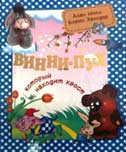 Алан Милн
Борис Заходер
ВИННИ-ПУХ
который
находит хвост